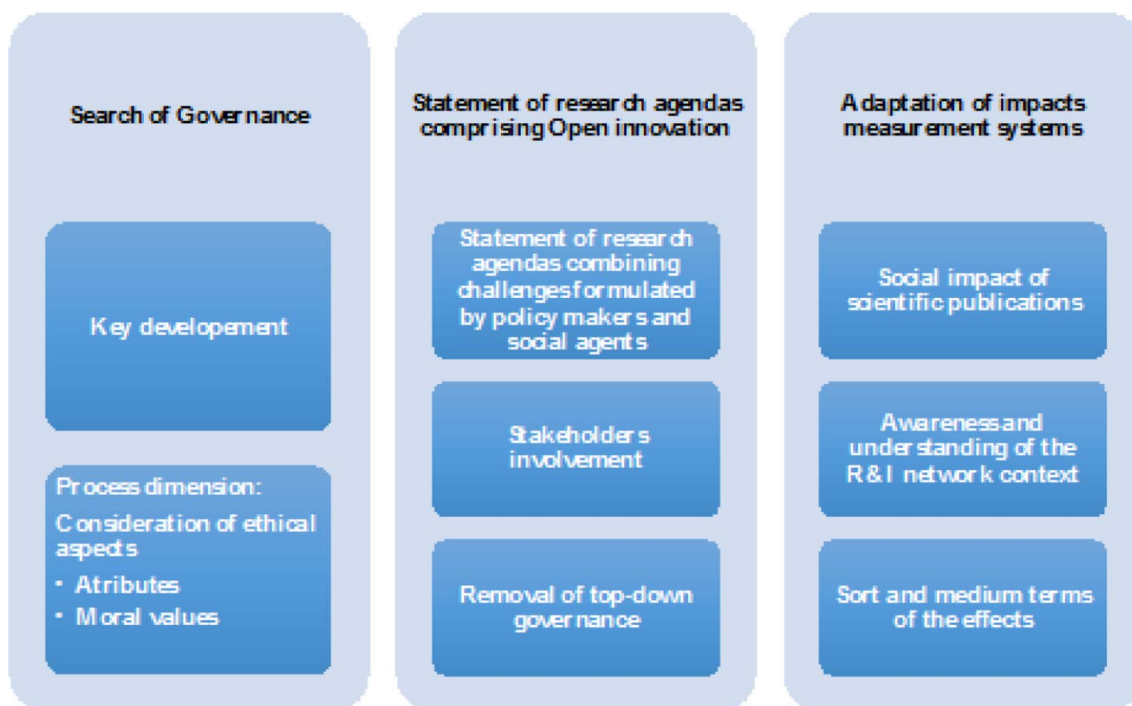 Search of Governance
Key developement
Process dimension:
Consideration of ethical
aspects
• Atributes
• Moral values
Statement of research agendas
comprising Open innovation
Statement of research
agendas combining
challenges formulated
by policy makers and
social agents
Stakeholders
involvement
Removal of top-down
governance
Adaptation of impacts
measurement systems
Social impact of
scientific publications
Awareness and
understanding of the
R&I network context
Sort and medium terms
of the effects